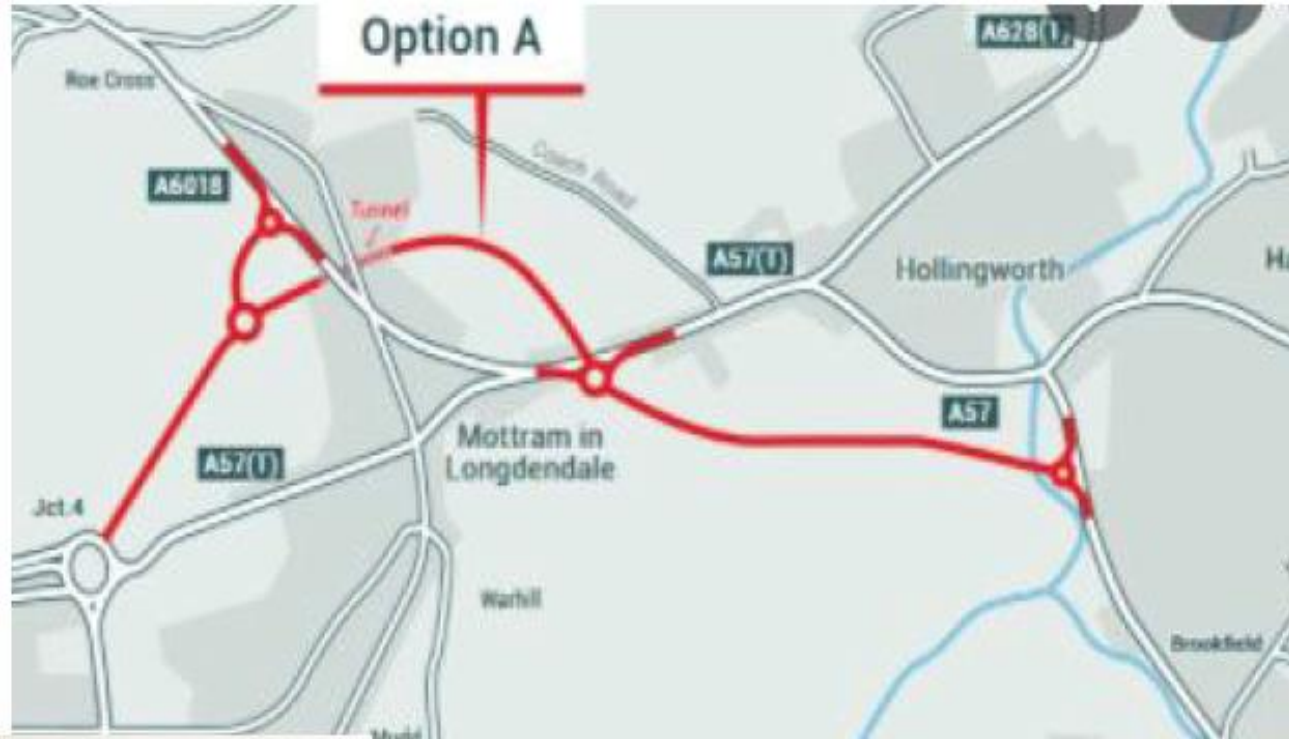 Option A
A628(T)
Roe Cross
A6018
Tunnel
Coach Road
A57(T)
Hollingworth
A57
Mottram in
Longdendale
A57(T)
Jct.4
Warhill
Brookfield